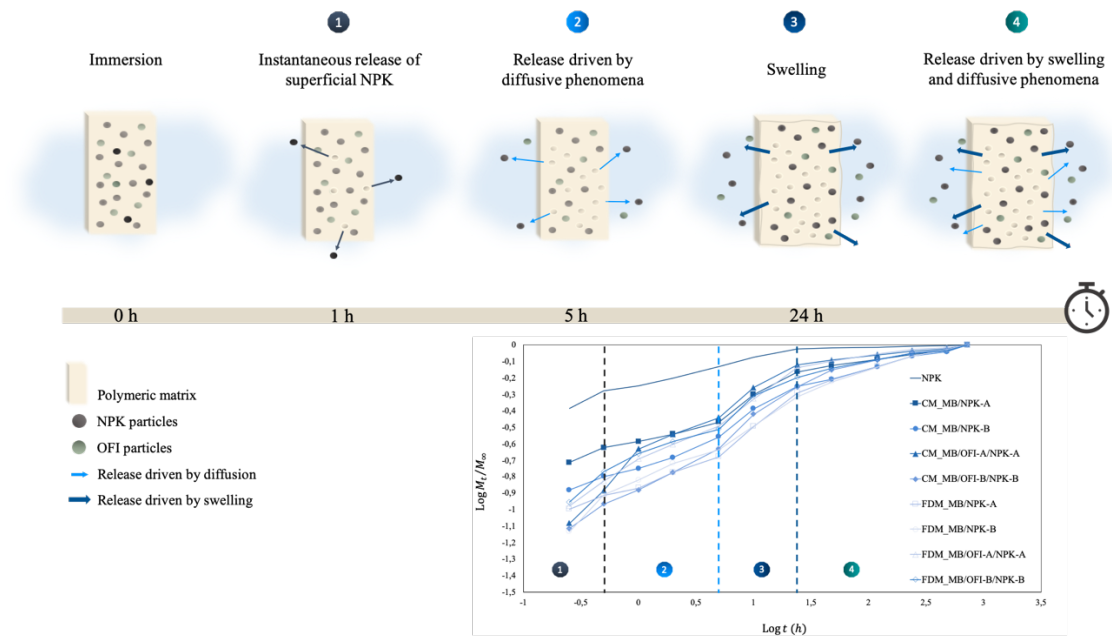 1
2
3
4
Immersion
Instantaneous release of
superficial NPK
Release driven by
diffusive phenomena
Swelling
Release driven by swelling
and diffusive phenomena
0 h
1 h
5 h
24 h
Polymeric matrix
NPK particles
OFI particles
Release driven by diffusion
Release driven by swelling
Log Mt/M∞
0
-0,1
-0,2
-0,3
-0,4
-0,5
-0,6
-0,7
-0,8
-0,9
-1
-1,1
-1,2
-1,3
-1,4
-1,5
1
2
3
4
-1
-0,5
0
0,5
1
1,5
2
2,5
3
3,5
Log t (h)
NPK
CM_MB/NPK-A
CM_MB/NPK-B
CM_MB/OFI-A/NPK-A
CM_MB/OFI-B/NPK-B
FDM_MB/NPK-A
FDM_MB/NPK-B
FDM_MB/OFI-A/NPK-A
FDM_MB/OFI-B/NPK-B